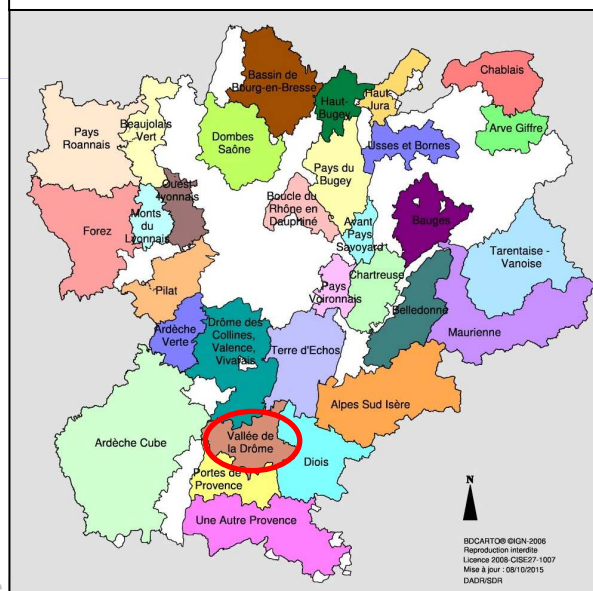 Bassin de
Bourg-en-Bresse
Haut-
Bugey
Haut
Jura
Chablais
Pays
Roannais
Beaujolais
Vert
Dombes
Saône
Usses et Bornes
Arve Giffre
Pays du
Bugey
Ouest
lyonnais
Boucle du
Rhône en
Dauphiné
Monts
du
Lyonnais
Forez
Avant
Pays
Savoyard
Bauges
Tarentaise -
Vanoise
Pilat
Pays
Voironnais
Chartreuse
Belledonne
Maurienne
Ardèche
Verte
Drôme des
Collines,
Valence,
Vivarais
Terre d'Echos
Alpes Sud Isère
Ardèche Cube
Vallée de
la Drôme
Diois
Portes de
Provence
Une Autre Provence
N
BDCARTO® ©IGN-2006
Reproduction interdite
Licence 2008-CISE27-1007
Mise à jour : 08/10/2015
DADR/SDR